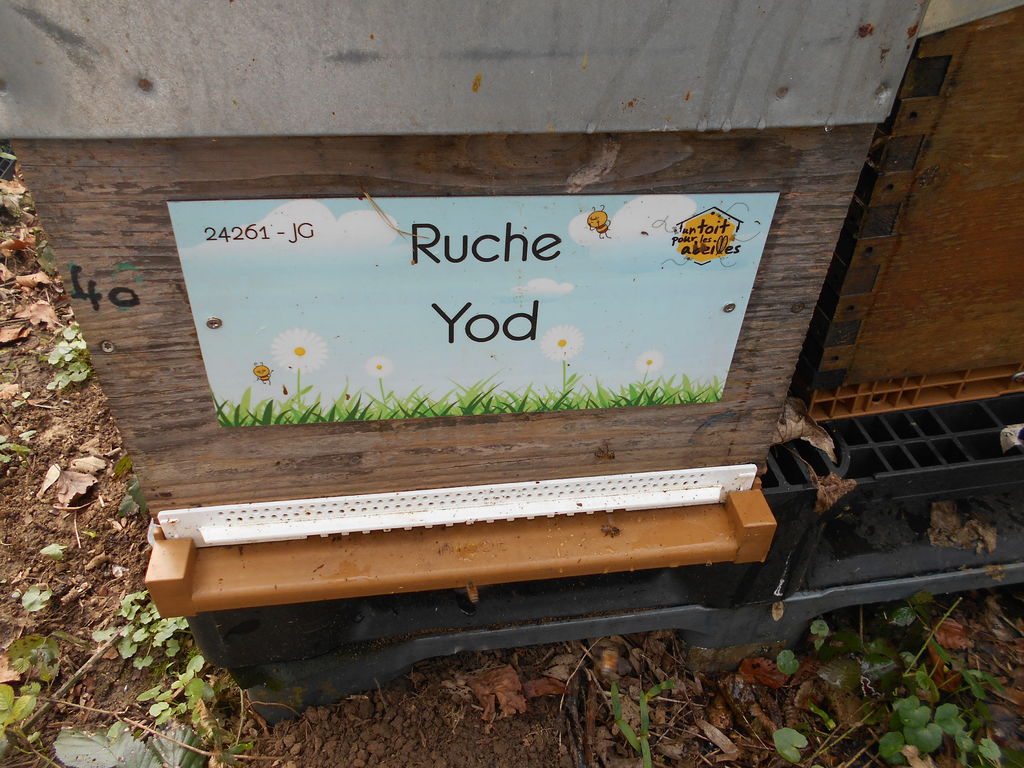 24261 - JG
Ruche
Yod
un toit
pour les
abeilles
40